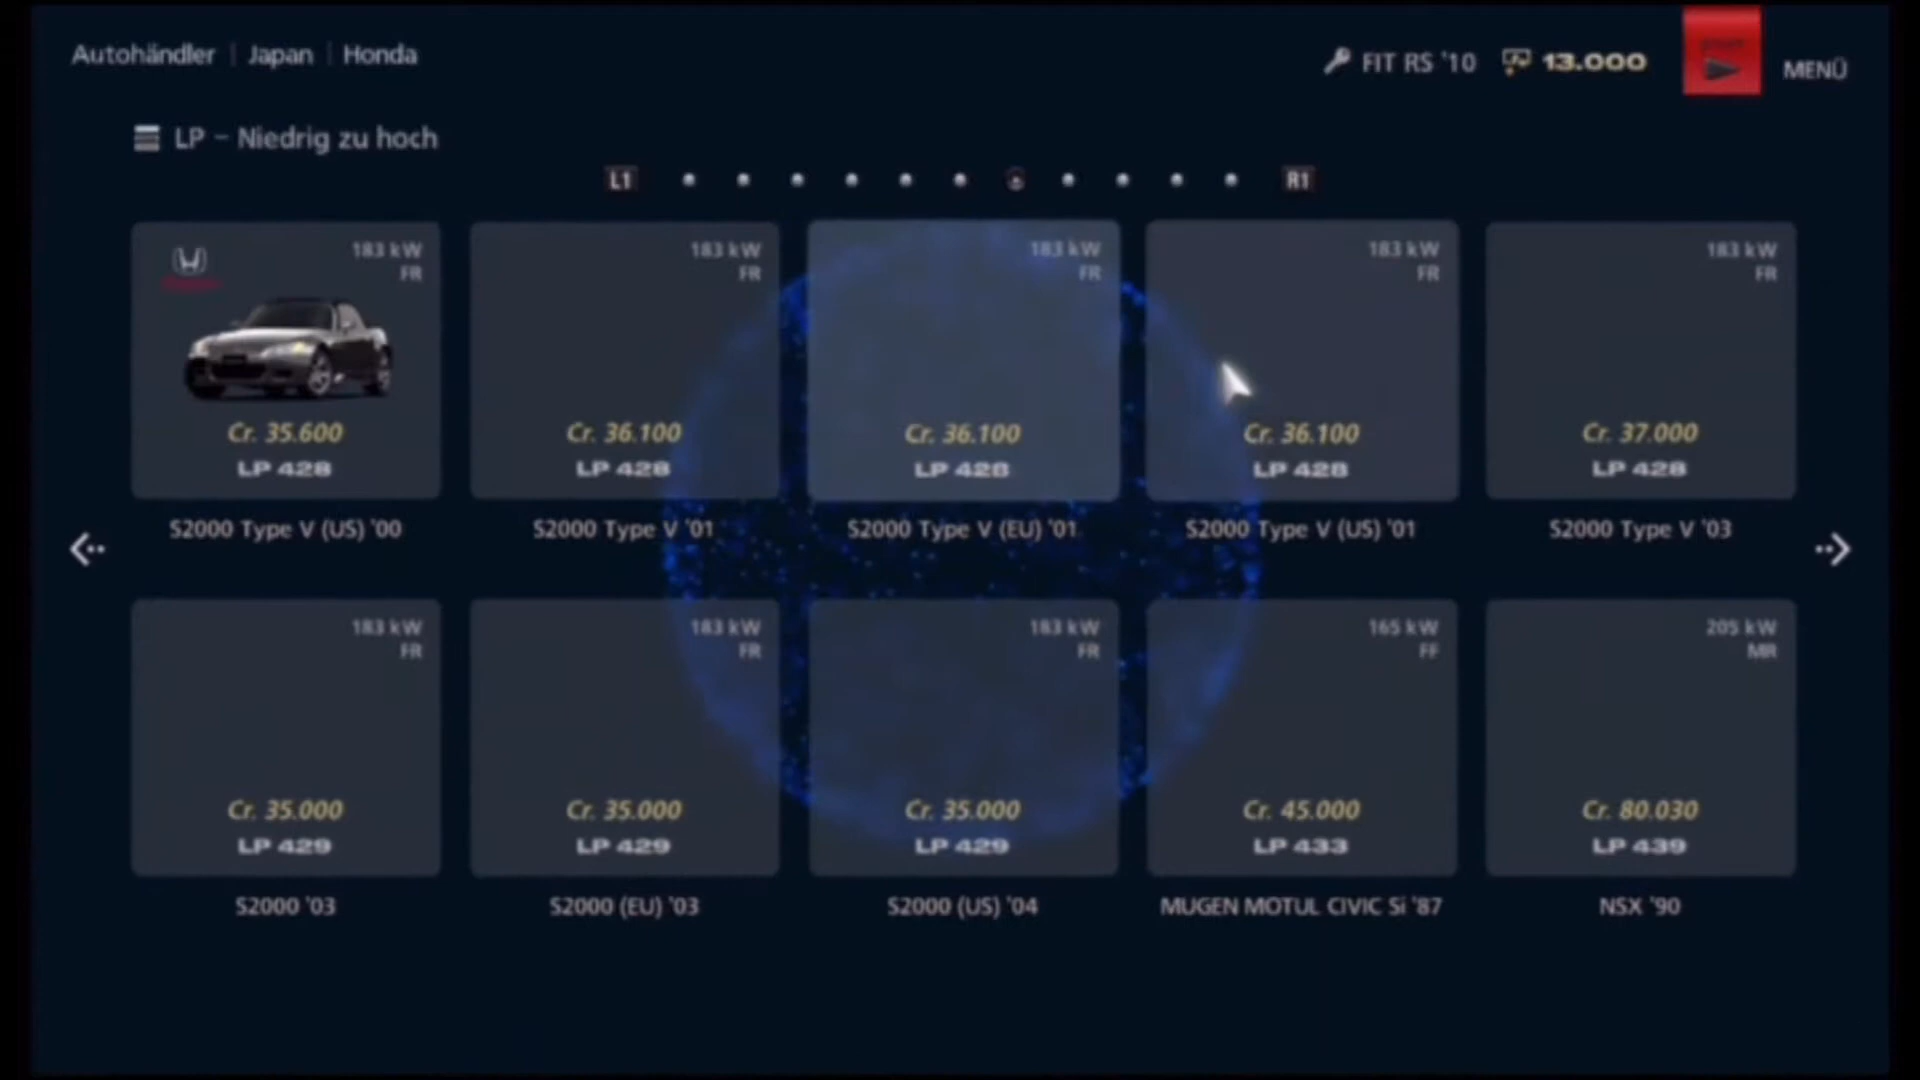 Autohändler | Japan | Honda
FIT RS '10
13.000
MENÜ
LP – Niedrig zu hoch
L1
R1
183 kW
FR
Cr. 35.600
LP 428
S2000 Type V (US) '00
183 kW
FR
Cr. 36.100
LP 428
S2000 Type V '01
183 kW
FR
Cr. 36.100
LP 428
S2000 Type V (EU) '01
183 kW
FR
Cr. 36.100
LP 428
S2000 Type V (US) '01
183 kW
FR
Cr. 37.000
LP 428
S2000 Type V '03
183 kW
FR
Cr. 35.000
LP 429
S2000 '03
183 kW
FR
Cr. 35.000
LP 429
S2000 (EU) '03
183 kW
FR
Cr. 35.000
LP 429
S2000 (US) '04
165 kW
FF
Cr. 45.000
LP 433
MUGEN MOTUL CIVIC Si '87
205 kW
MR
Cr. 80.030
LP 439
NSX '90